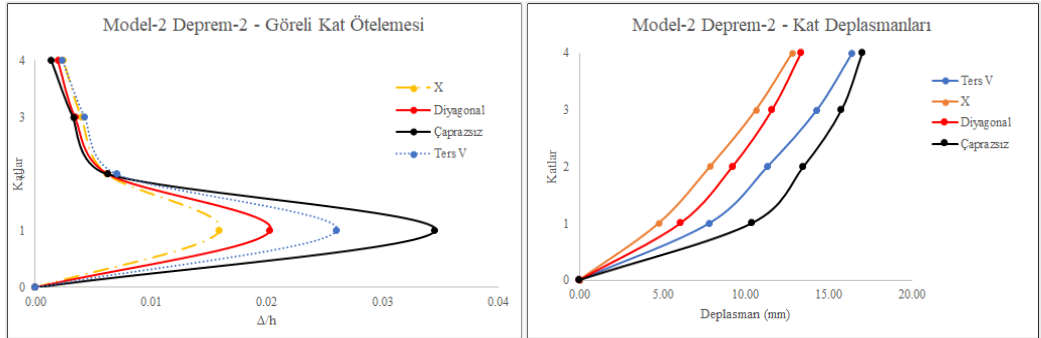 Model-2 Deprem-2 - Göreli Kat Ötelemesi
4
3
2
1
0
Katlar
0.00
0.01
0.02
0.03
0.04
Δ/h
X
Diyagonal
Çaprazsız
Ters V
Model-2 Deprem-2 - Kat Deplasmanları
4
3
2
1
0
Katlar
0.00
5.00
10.00
15.00
20.00
Deplasman (mm)
Ters V
X
Diyagonal
Çaprazsız